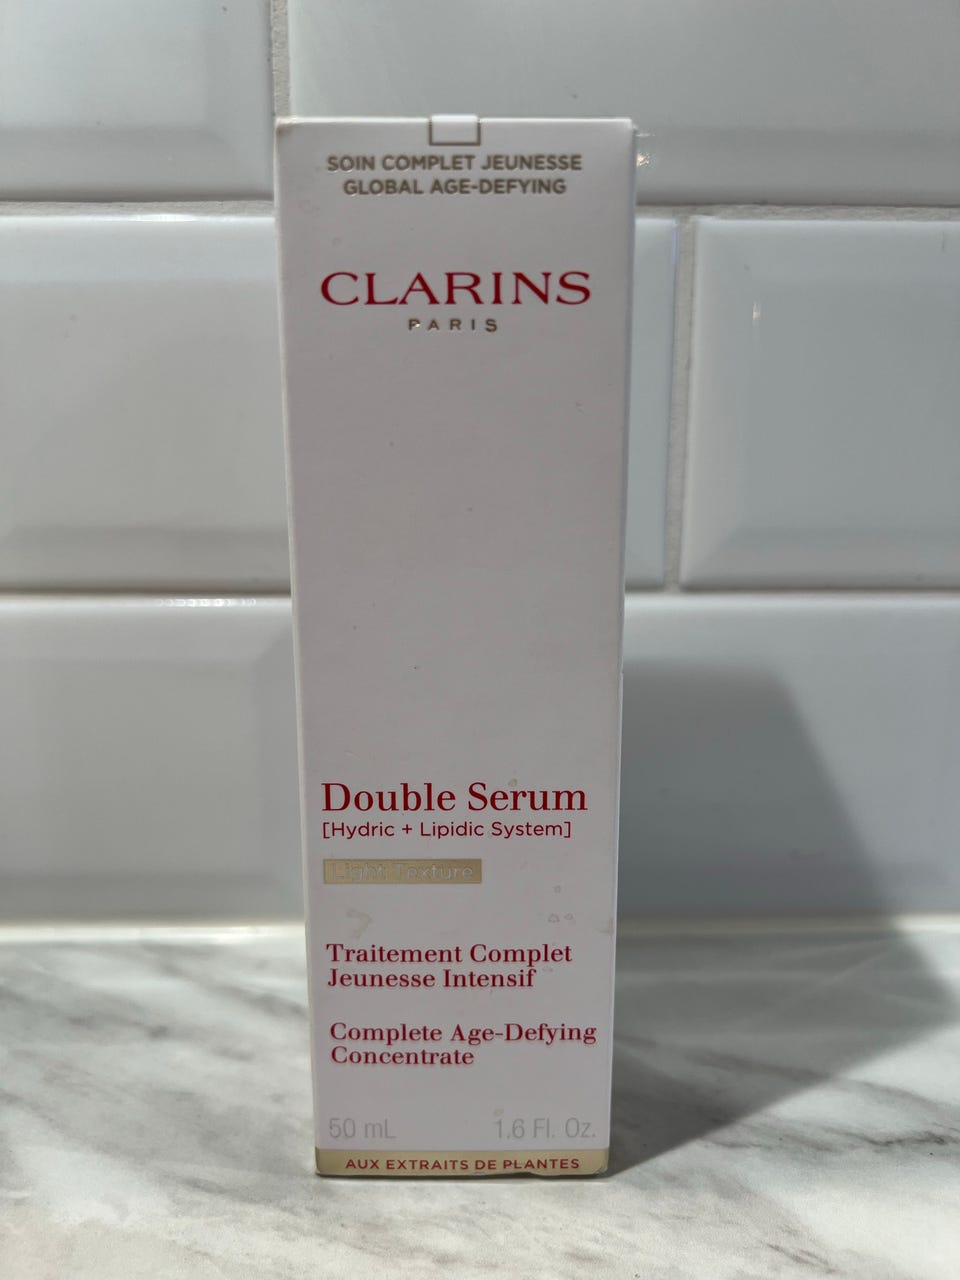 SOIN COMPLET JEUNESSE
GLOBAL AGE-DEFYING
CLARINS
PARIS
Double Serum
[Hydric + Lipidic System]
Light Texture
Traitement Complet
Jeunesse Intensif
Complete Age-Defying
Concentrate
50 mL 1.6 Fl. Oz.
AUX EXTRAITS DE PLANTES